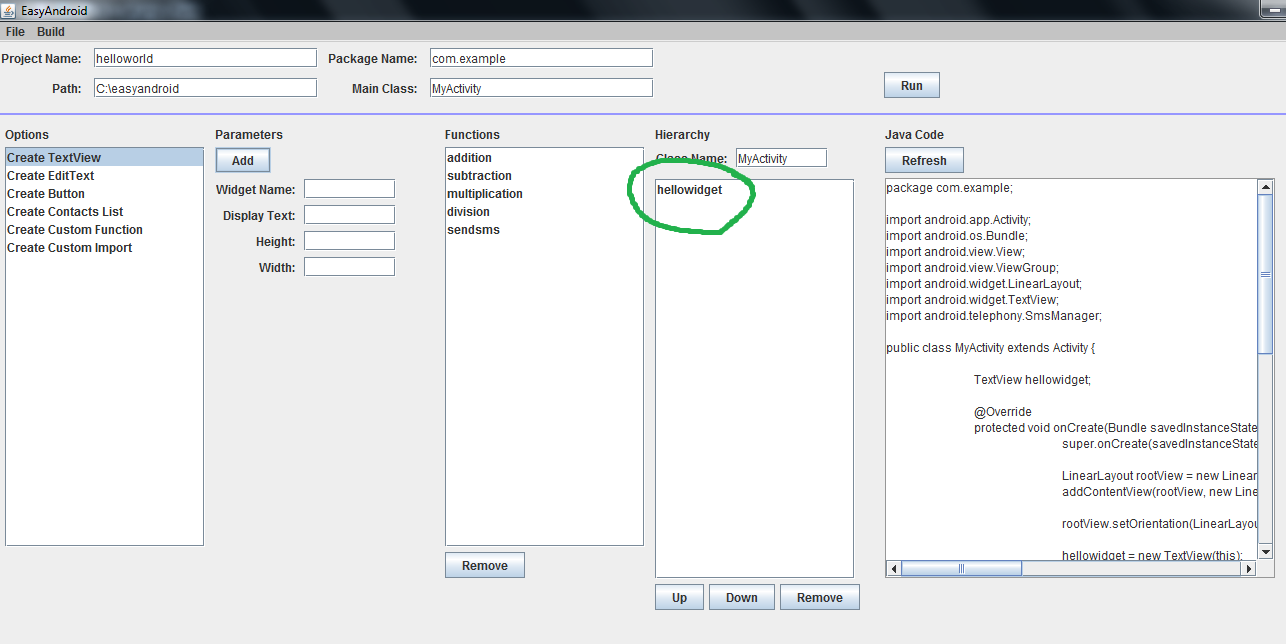 EasyAndroid
File Build
Project Name: helloworld Package Name: com.example
Path: C:\easyandroid Main Class: MyActivity
Run
Options
Create TextView
Create EditText
Create Button
Create Contacts List
Create Custom Function
Create Custom Import
Parameters
Add
Widget Name:
Display Text:
Height:
Width:
Functions
addition
subtraction
multiplication
division
sendsms
Remove
Hierarchy
Class Name: MyActivity
hellowidget
Up Down Remove
Java Code
Refresh
package com.example;
import android.app.Activity;
import android.os.Bundle;
import android.view.View;
import android.view.ViewGroup;
import android.widget.LinearLayout;
import android.widget.TextView;
import android.telephony.SmsManager;
public class MyActivity extends Activity {
TextView hellowidget;
@Override
protected void onCreate(Bundle savedInstanceState
super.onCreate(savedInstanceState
LinearLayout rootView = new Linear
addContentView(rootView, new Line
rootView.setOrientation(LinearLayou
hellowidget = new TextView(this);